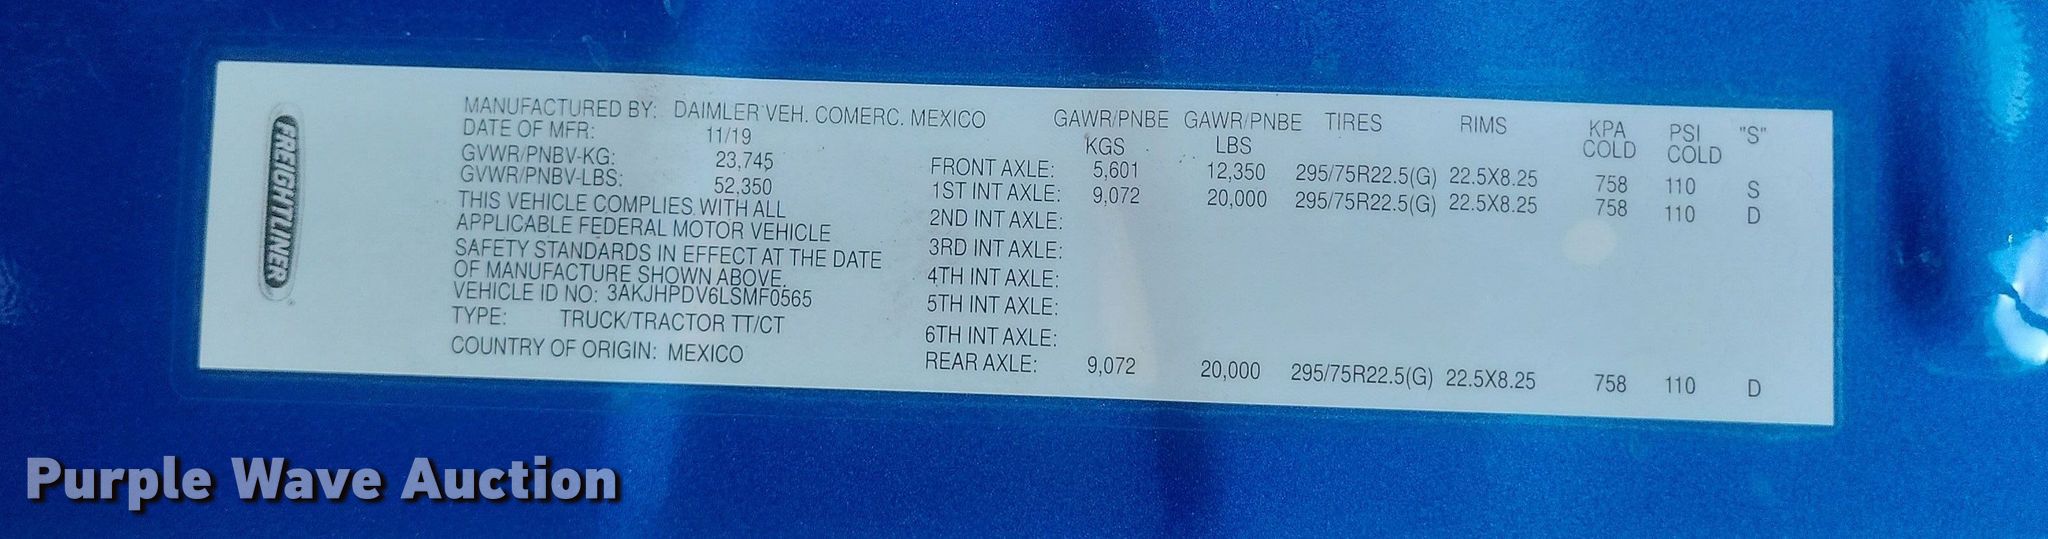 FREIGHTLINER
MANUFACTURED BY: DAIMLER VEH. COMERC. MEXICO
DATE OF MFR: 11/19
GVWR/PNBV-KG: 23,745
GVWR/PNBV-LBS: 52,350
THIS VEHICLE COMPLIES WITH ALL
APPLICABLE FEDERAL MOTOR VEHICLE
SAFETY STANDARDS IN EFFECT AT THE DATE
OF MANUFACTURE SHOWN ABOVE.
VEHICLE ID NO: 3AKJHPDV6LSMF0565
TYPE: TRUCK/TRACTOR TT/CT
COUNTRY OF ORIGIN: MEXICO
GAWR/PNBE GAWR/PNBE TIRES RIMS KPA PSI "S"
KGS LBS COLD COLD
FRONT AXLE: 5,601 12,350 295/75R22.5(G) 22.5X8.25 758 110 S
1ST INT AXLE: 9,072 20,000 295/75R22.5(G) 22.5X8.25 758 110 D
2ND INT AXLE:
3RD INT AXLE:
4TH INT AXLE:
5TH INT AXLE:
6TH INT AXLE:
REAR AXLE: 9,072 20,000 295/75R22.5(G) 22.5X8.25 758 110 D
Purple Wave Auction